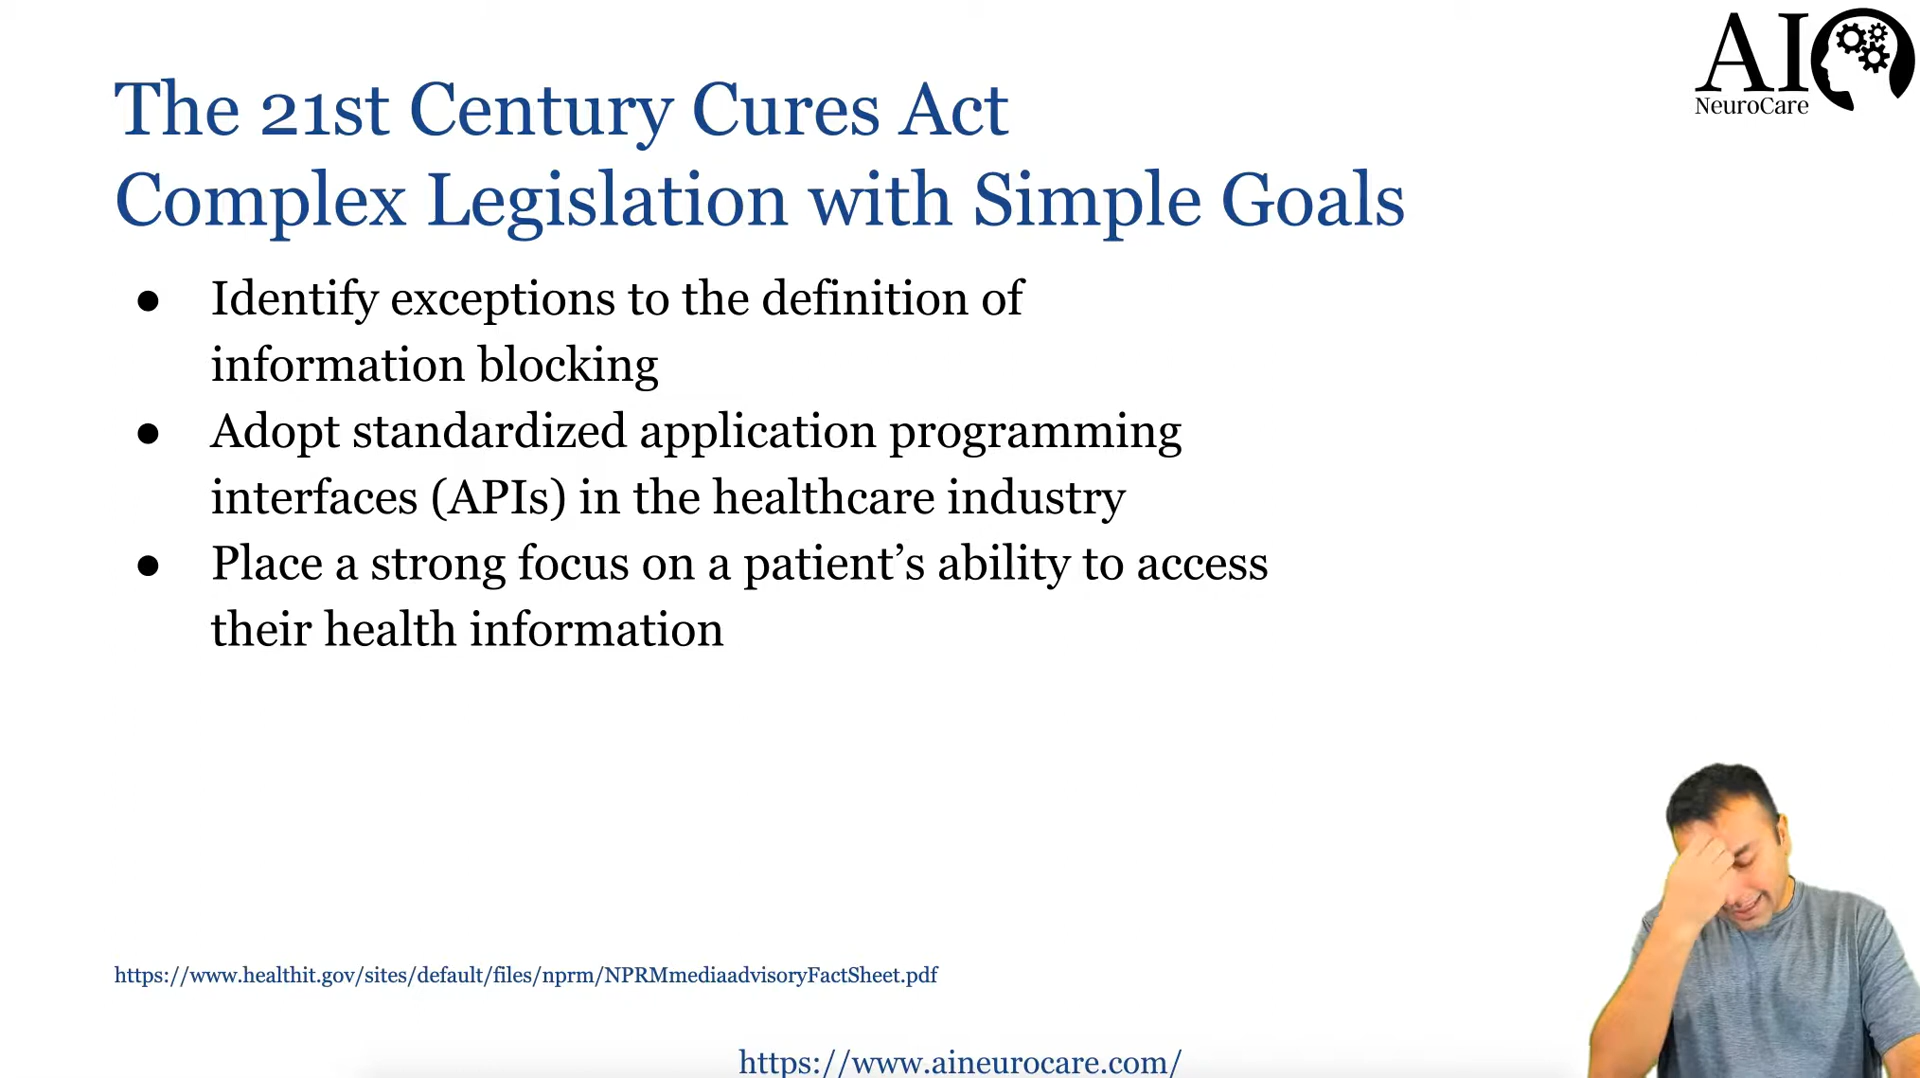 AI
NeuroCare
The 21st Century Cures Act
Complex Legislation with Simple Goals
● Identify exceptions to the definition of
information blocking
● Adopt standardized application programming
interfaces (APIs) in the healthcare industry
● Place a strong focus on a patient’s ability to access
their health information
https://www.healthit.gov/sites/default/files/nprm/NPRMmediaadvisoryFactSheet.pdf
https://www.aineurocare.com/